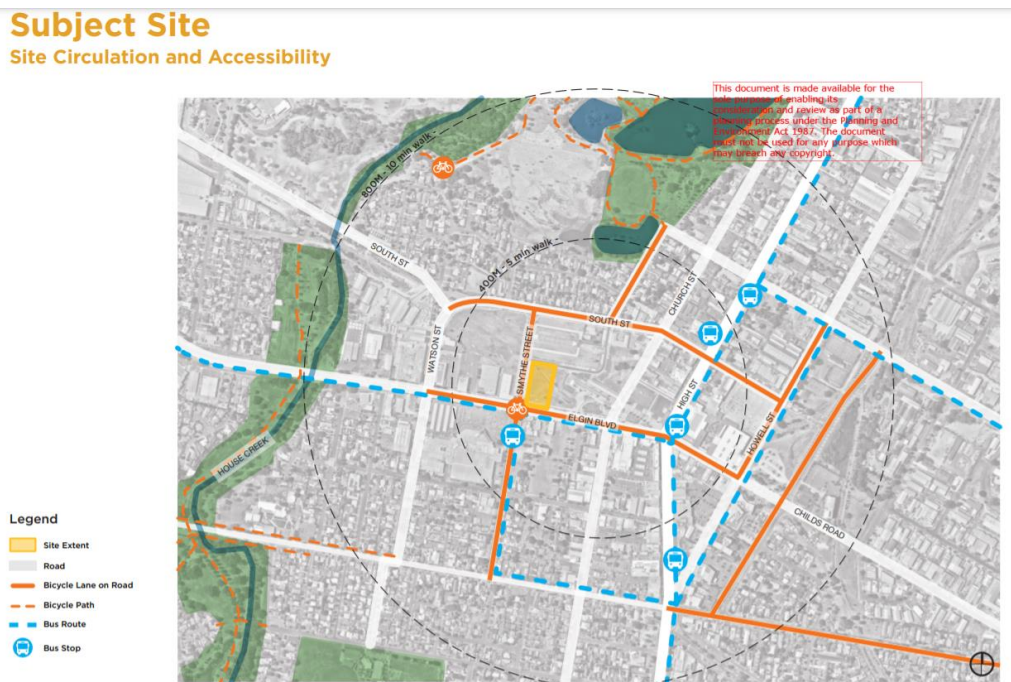 Subject Site
Site Circulation and Accessibility
This document is made available for the
sole purpose of enabling its
consideration and review as part of a
planning process under the Planning and
Environment Act 1987. The document
must not be used for any purpose which
may breach any copyright.
800M - 10 min walk
400M - 5 min walk
SOUTH ST
CHURCH ST
SOUTH ST
WATSON ST
SMYTHE STREET
HIGH ST
ELGIN BLVD
HOWELL ST
HOUSE CREEK
CHILDS ROAD
Legend
Site Extent
Road
Bicycle Lane on Road
Bicycle Path
Bus Route
Bus Stop